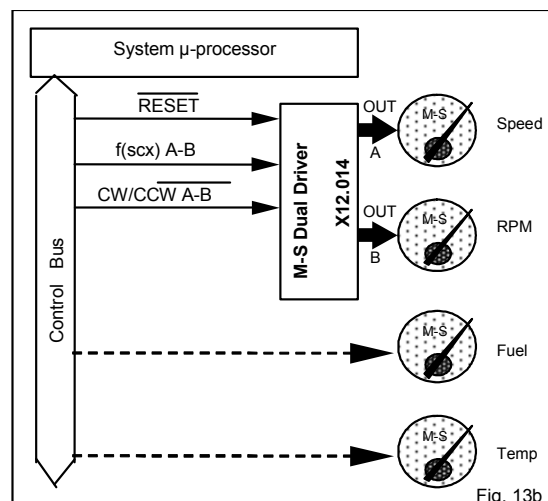 System µ-processor
RESET
OUT
M-S
Speed
f(scx) A-B
A
CW/CCW A-B
M-S Dual Driver
X12.014
OUT
M-S
RPM
B
Control Bus
M-S
Fuel
M-S
Temp
Fig. 13b